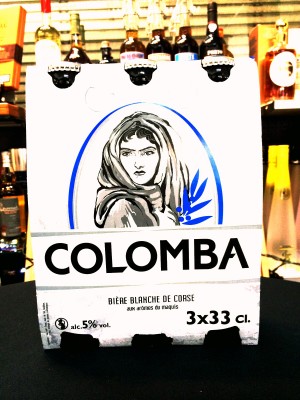 COLOMBA
BIÈRE BLANCHE DE CORSE
aux arômes du maquis
alc.5% vol.
3x33 Cl.